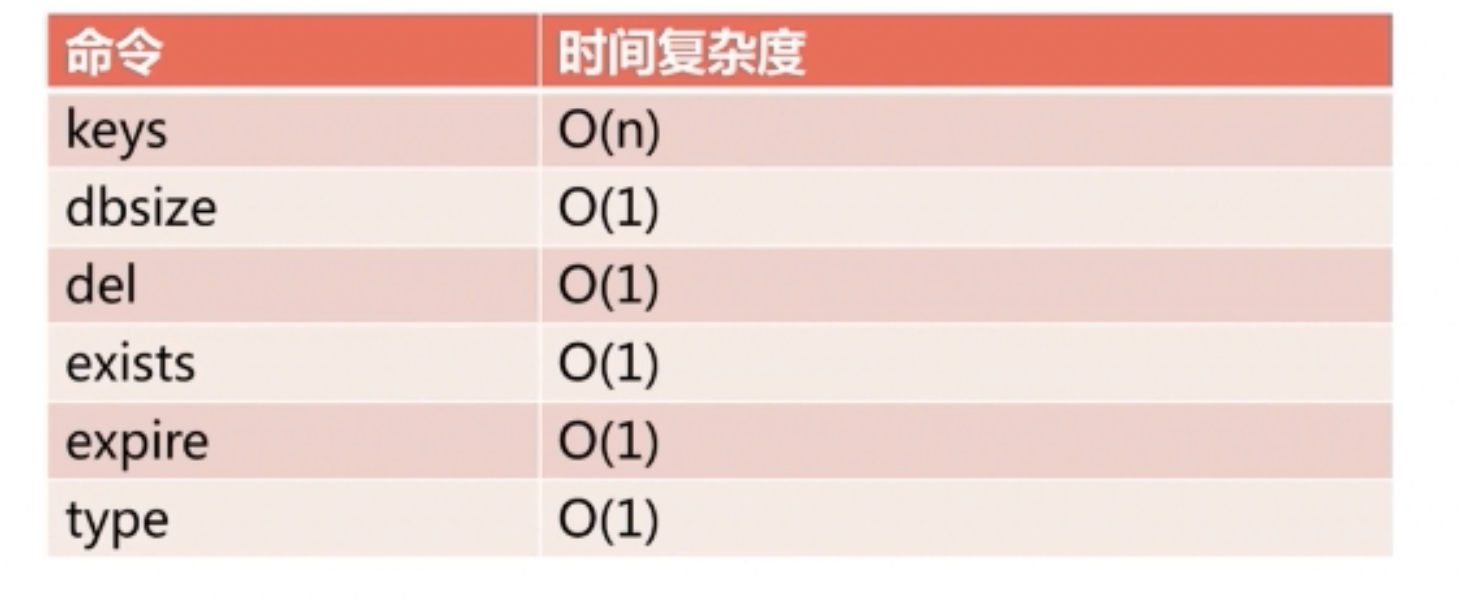 命令 时间复杂度
keys O(n)
dbsize O(1)
del O(1)
exists O(1)
expire O(1)
type O(1)